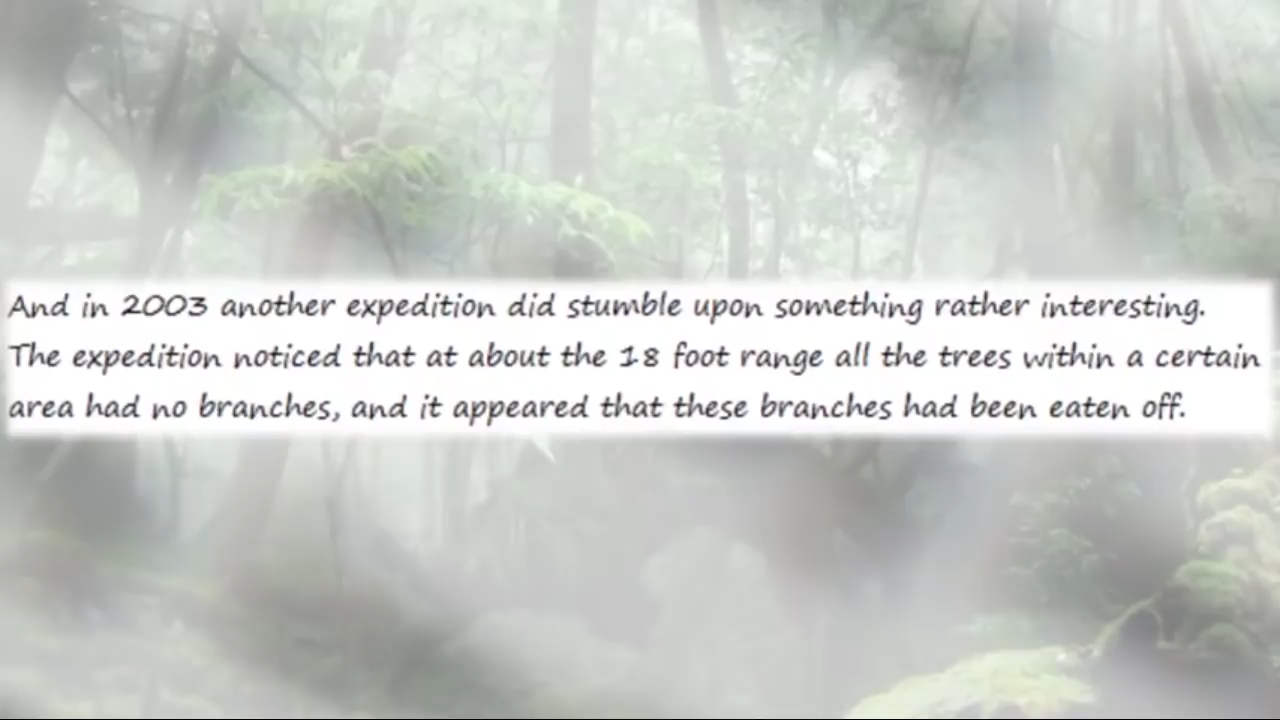 And in 2003 another expedition did stumble upon something rather interesting.
The expedition noticed that at about the 18 foot range all the trees within a certain
area had no branches, and it appeared that these branches had been eaten off.